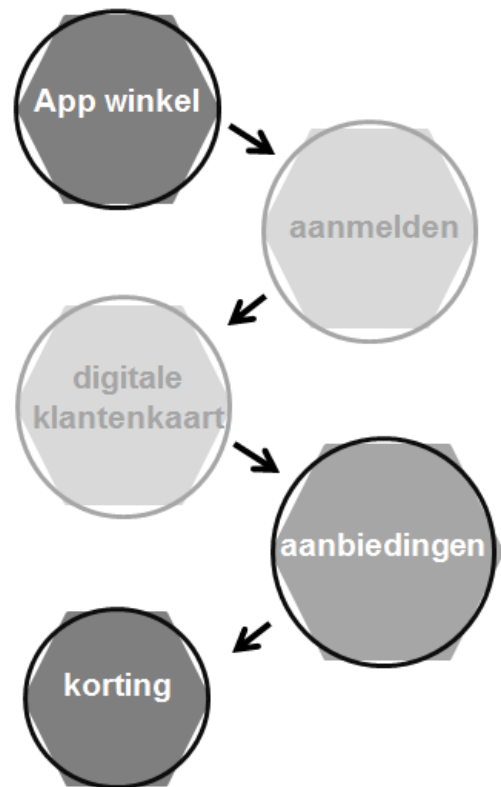 App winkel
aanmelden
digitale
klantenkaart
aanbiedingen
korting